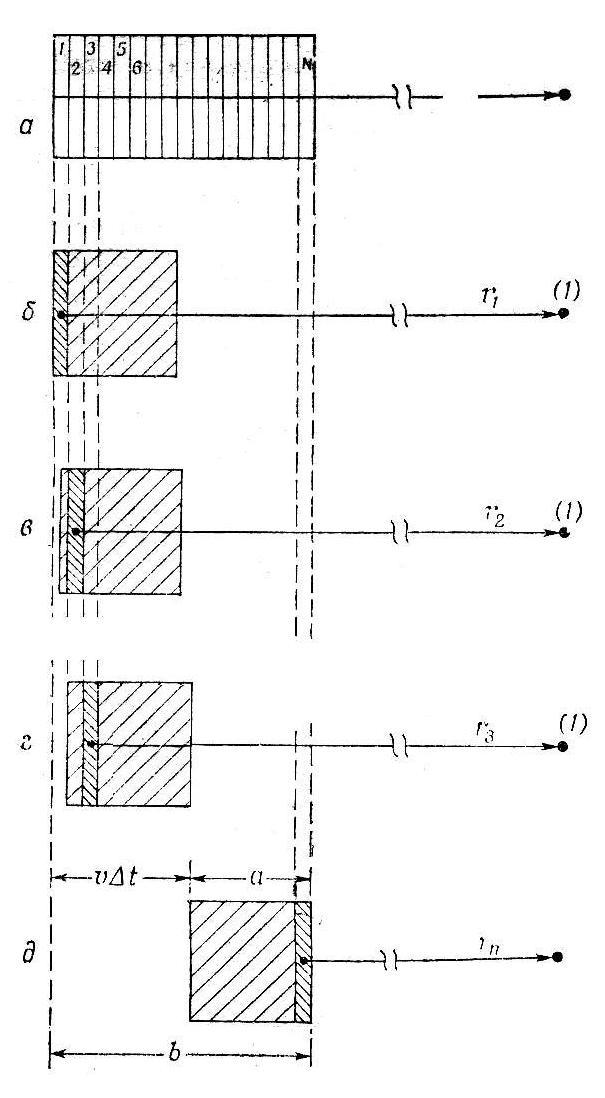 1 3 5
2 4 6 N
а
б r₁ (1)
в r₂ (1)
г r₃ (1)
vΔt a
д rₙ
b